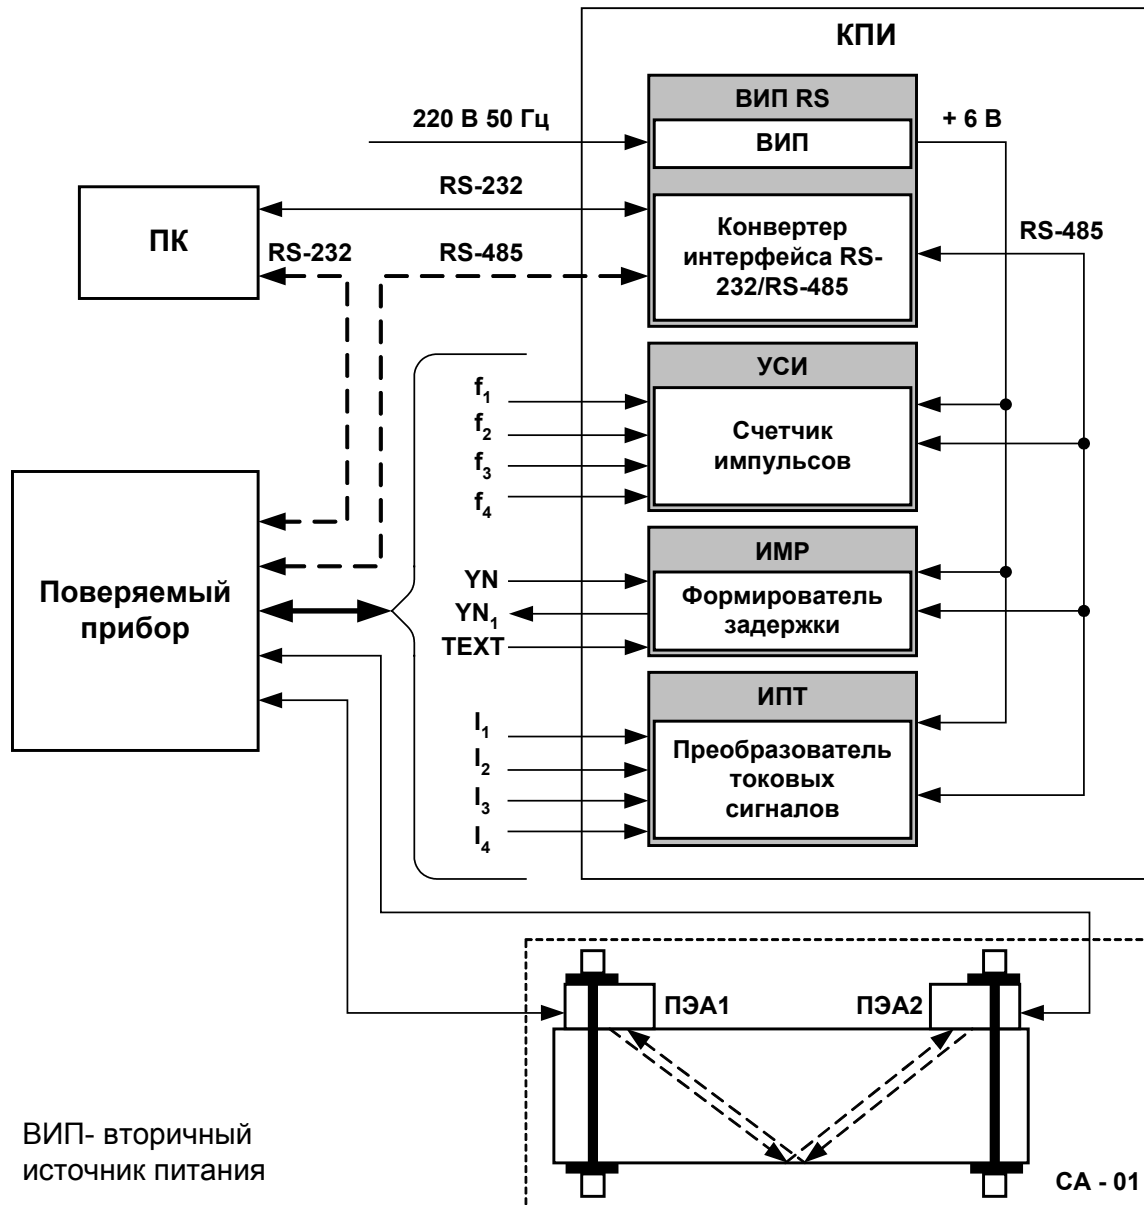 КПИ
ВИП RS
220 В 50 Гц
ВИП
+ 6 В
RS-232
ПК
RS-232
RS-485
Конвертер
интерфейса RS-
232/RS-485
RS-485
УСИ
f1
f2
f3
f4
Счетчик
импульсов
Поверяемый
прибор
ИМР
YN
YN1
TEXT
Формирователь
задержки
ИПТ
I1
I2
I3
I4
Преобразователь
токовых
сигналов
ПЭА1
ПЭА2
ВИП- вторичный
источник питания
СА - 01